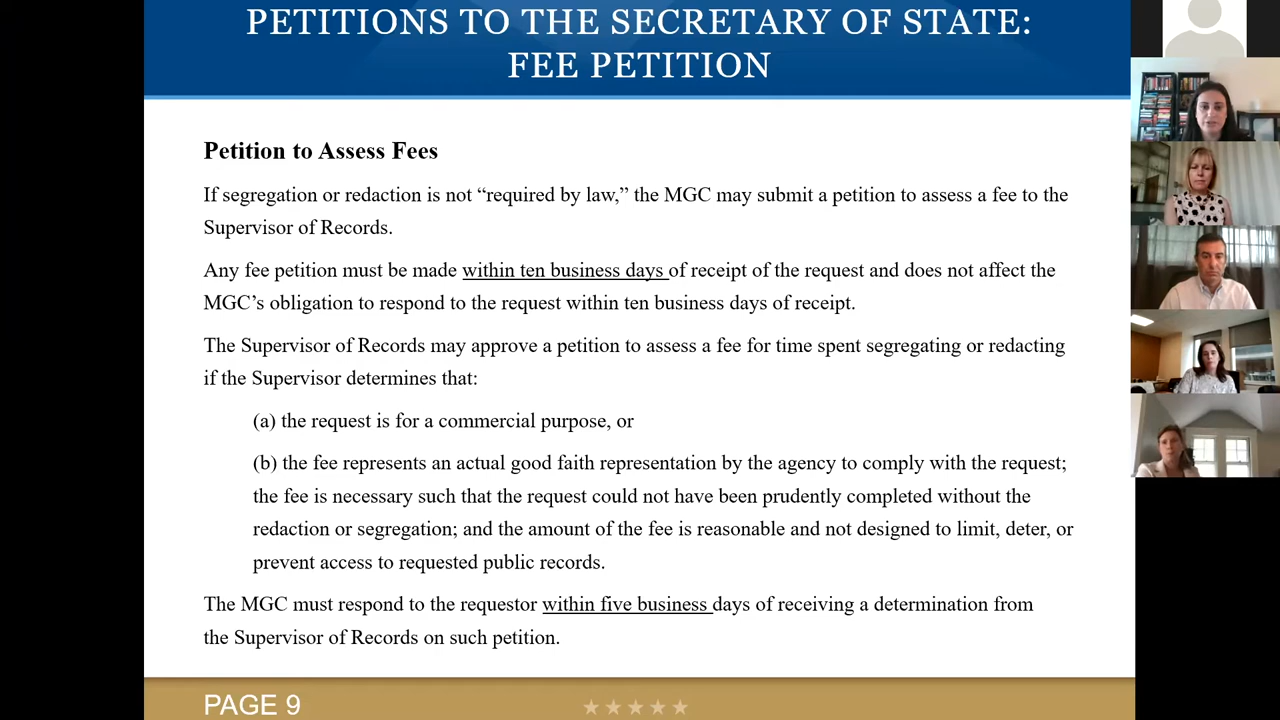 PETITIONS TO THE SECRETARY OF STATE:
FEE PETITION
Petition to Assess Fees
If segregation or redaction is not “required by law,” the MGC may submit a petition to assess a fee to the
Supervisor of Records.
Any fee petition must be made within ten business days of receipt of the request and does not affect the
MGC’s obligation to respond to the request within ten business days of receipt.
The Supervisor of Records may approve a petition to assess a fee for time spent segregating or redacting
if the Supervisor determines that:
(a) the request is for a commercial purpose, or
(b) the fee represents an actual good faith representation by the agency to comply with the request;
the fee is necessary such that the request could not have been prudently completed without the
redaction or segregation; and the amount of the fee is reasonable and not designed to limit, deter, or
prevent access to requested public records.
The MGC must respond to the requestor within five business days of receiving a determination from
the Supervisor of Records on such petition.
PAGE 9